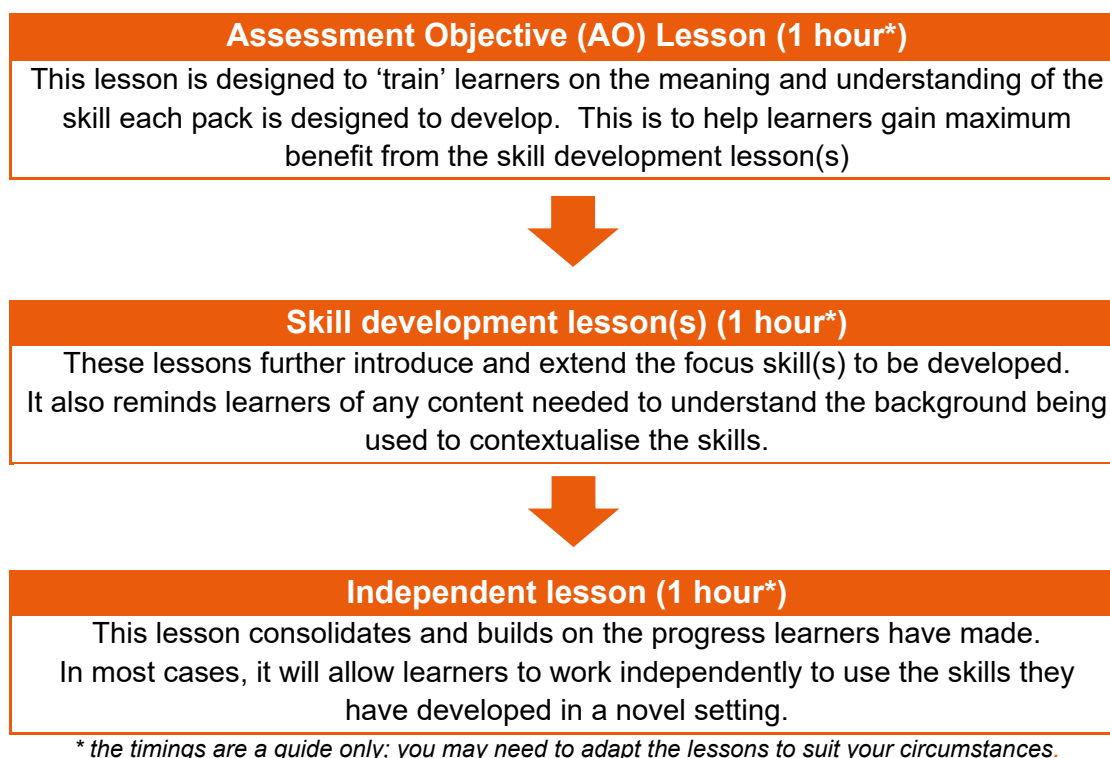 Assessment Objective (AO) Lesson (1 hour*)
This lesson is designed to ‘train’ learners on the meaning and understanding of the
skill each pack is designed to develop.  This is to help learners gain maximum
benefit from the skill development lesson(s)
Skill development lesson(s) (1 hour*)
These lessons further introduce and extend the focus skill(s) to be developed.
It also reminds learners of any content needed to understand the background being
used to contextualise the skills.
Independent lesson (1 hour*)
This lesson consolidates and builds on the progress learners have made.
In most cases, it will allow learners to work independently to use the skills they
have developed in a novel setting.
* the timings are a guide only; you may need to adapt the lessons to suit your circumstances.